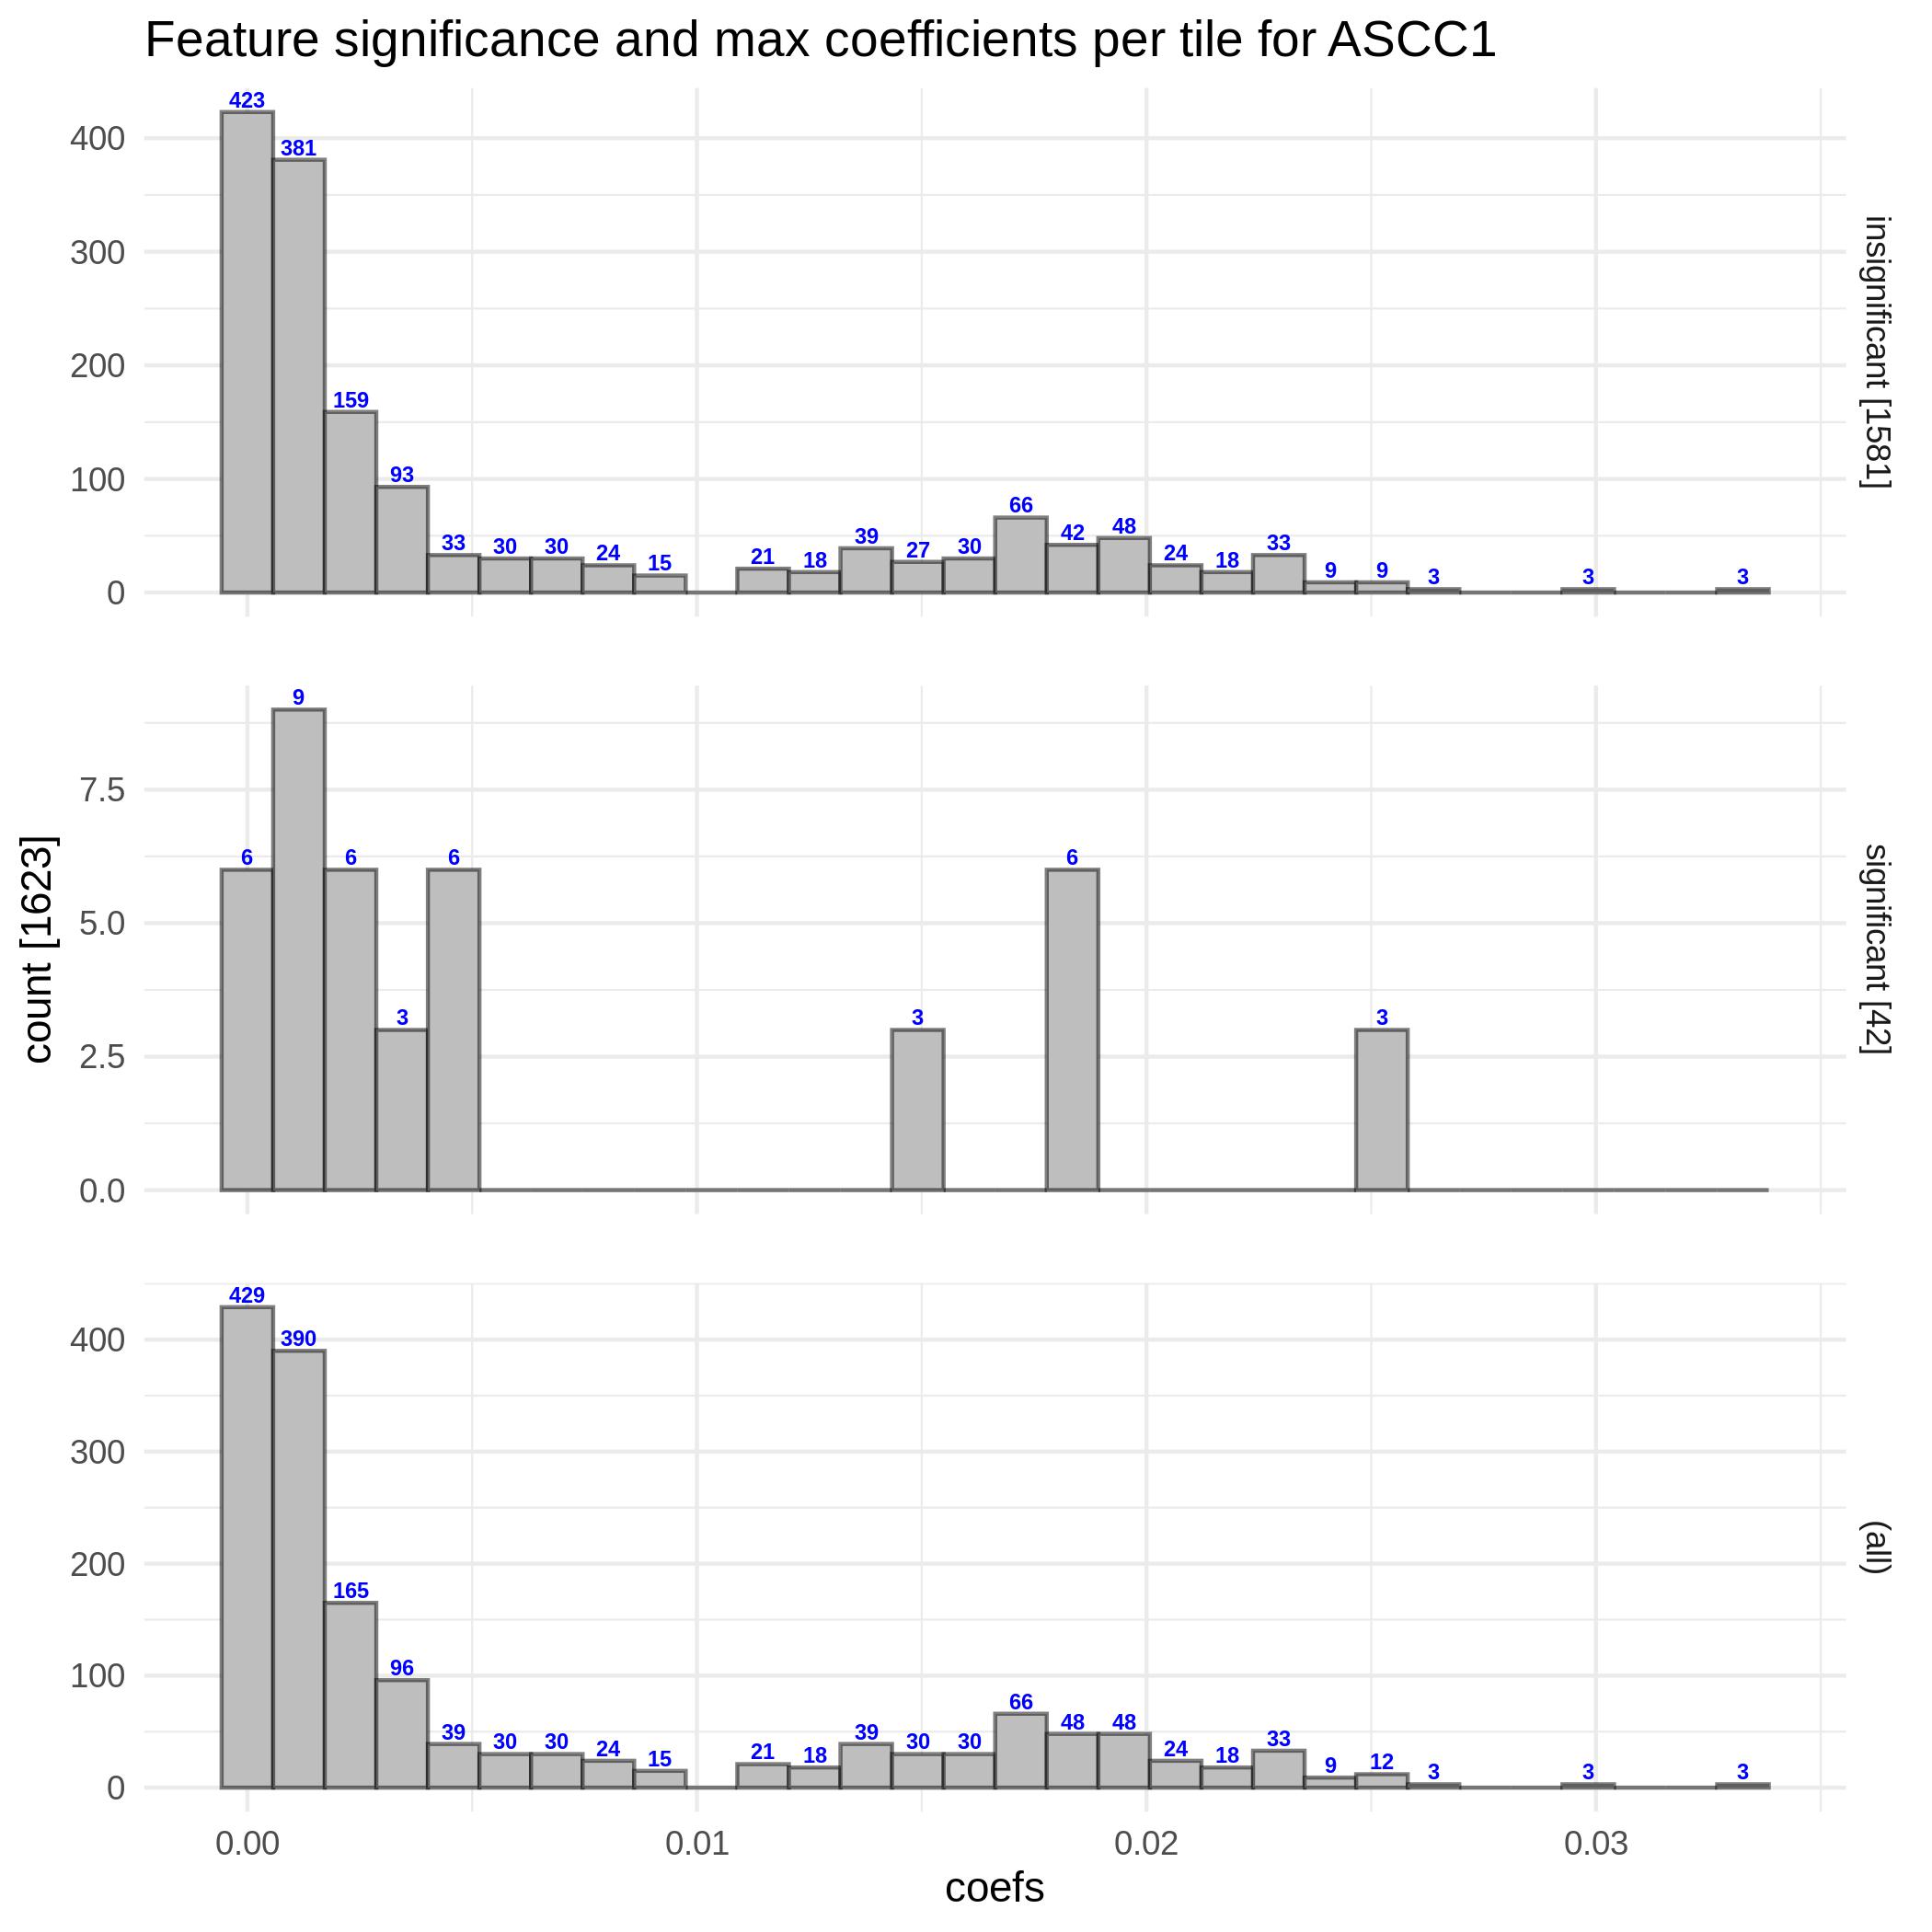 Feature significance and max coefficients per tile for ASCC1
423
381
159
93
33 30 30 24 15 21 18 39 27 30 66 42 48 24 18 33 9 9 3 3 3
400
300
200
100
0
insignificant [1581]
9
6 6 3 6 3 6 3
7.5
5.0
2.5
0.0
count [1623]
significant [42]
429
390
165
96
39 30 30 24 15 21 18 39 30 30 66 48 48 24 18 33 9 12 3 3 3
400
300
200
100
0
(all)
0.00 0.01 0.02 0.03
coefs